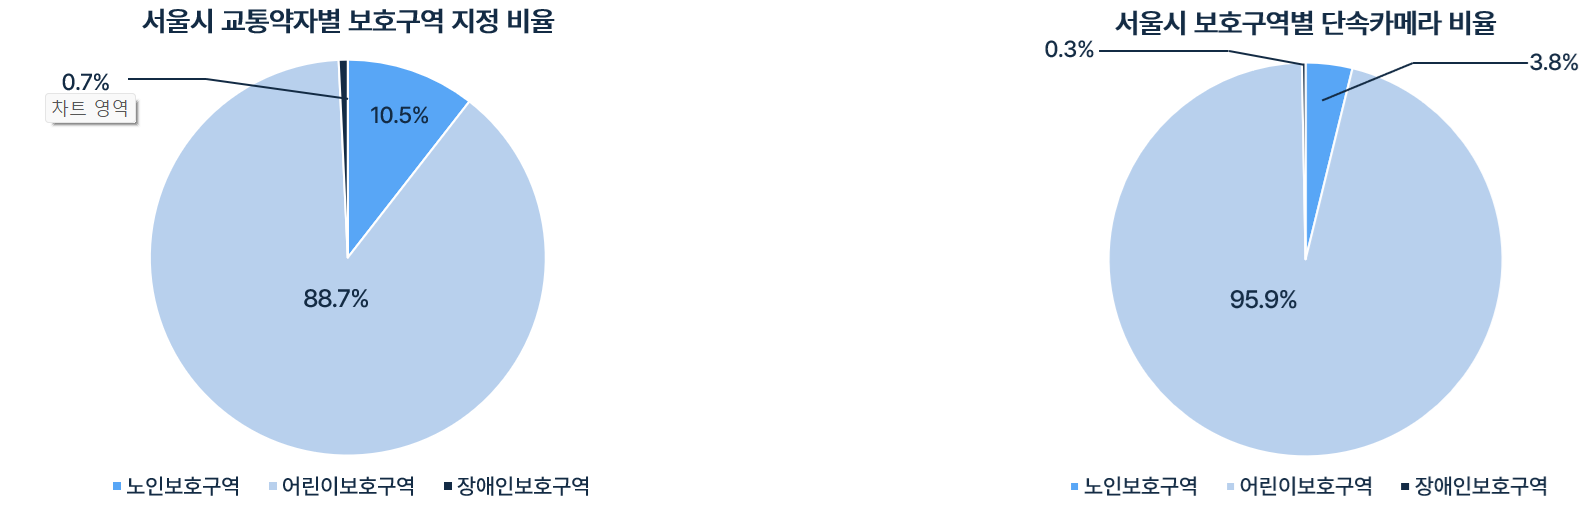 서울시 교통약자별 보호구역 지정 비율
0.7%
차트 영역
10.5%
88.7%
노인보호구역 어린이보호구역 장애인보호구역
서울시 보호구역별 단속카메라 비율
0.3%
3.8%
95.9%
노인보호구역 어린이보호구역 장애인보호구역